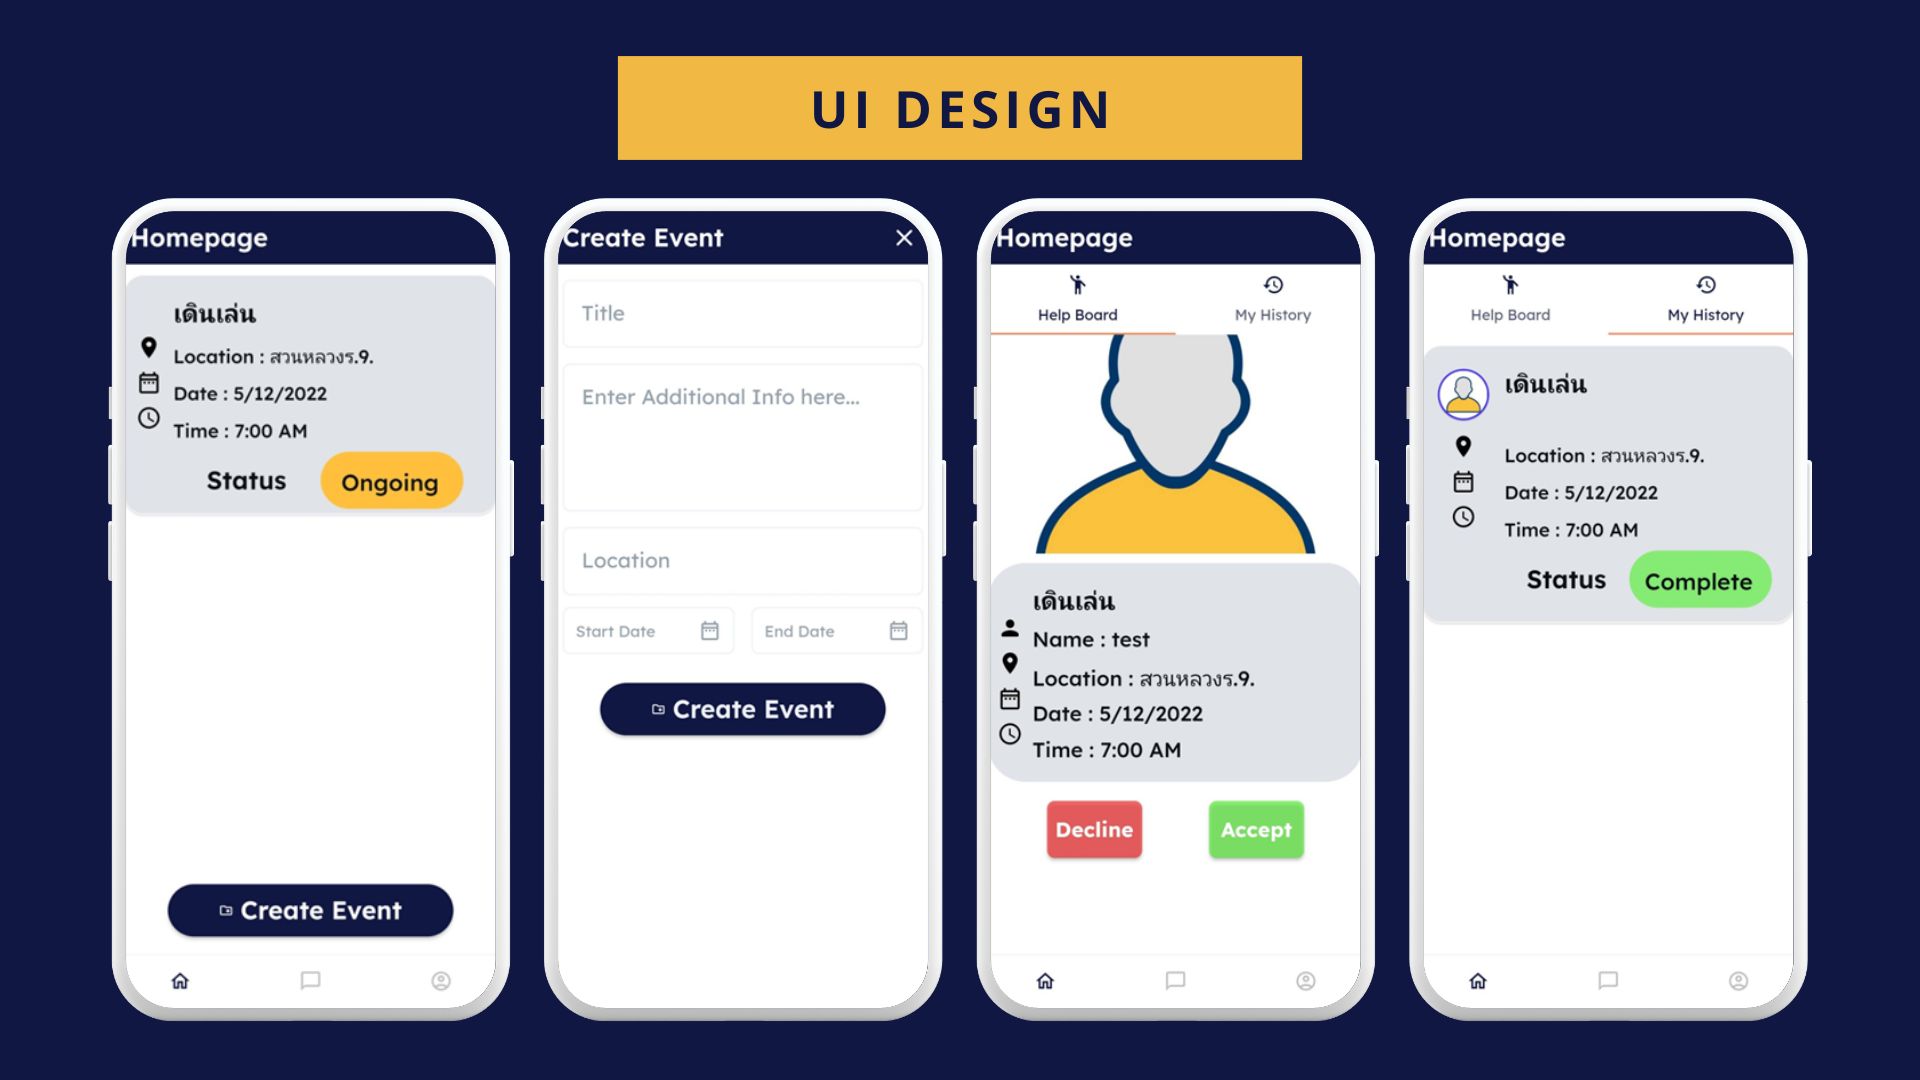 UI DESIGN
Homepage
เดินเล่น
Location : สวนหลวงร.9.
Date : 5/12/2022
Time : 7:00 AM
Status
Ongoing
Create Event
Create Event
Title
Enter Additional Info here...
Location
Start Date
End Date
Create Event
Homepage
Help Board
My History
เดินเล่น
Name : test
Location : สวนหลวงร.9.
Date : 5/12/2022
Time : 7:00 AM
Decline
Accept
Homepage
Help Board
My History
เดินเล่น
Location : สวนหลวงร.9.
Date : 5/12/2022
Time : 7:00 AM
Status
Complete